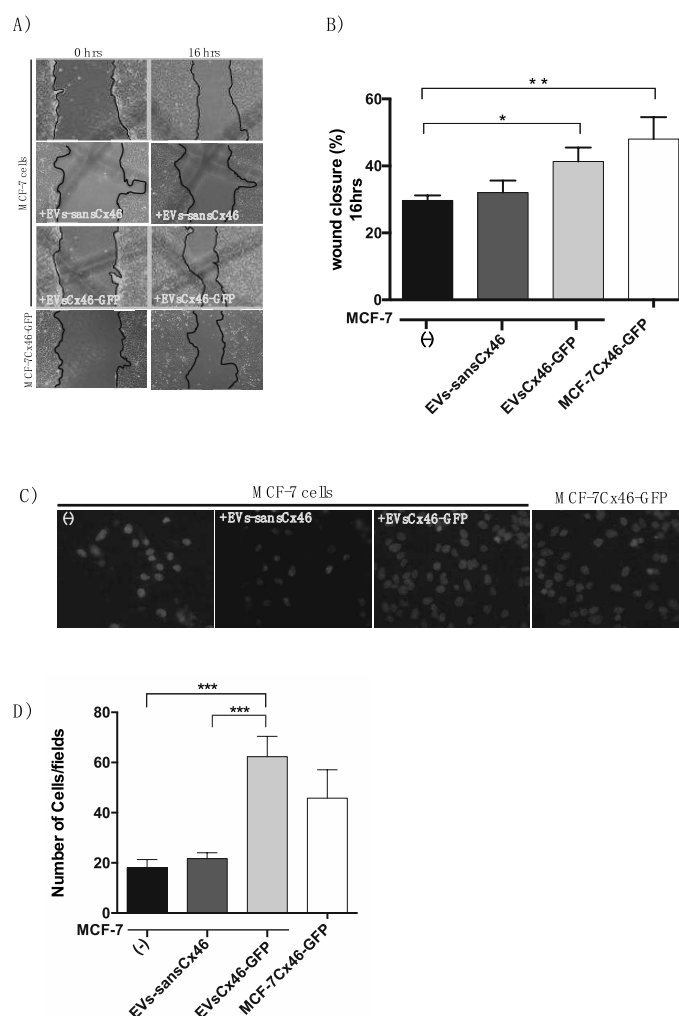 A)
0 hrs 16 hrs
MCF-7 cells
+EVs-sansCx46 +EVs-sansCx46
+EVsCx46-GFP +EVsCx46-GFP
MCF-7Cx46-GFP
B)
* *
*
60
40
20
0
wound closure (%)
16hrs
MCF-7
(-)
EVs-sansCx46
EVsCx46-GFP
MCF-7Cx46-GFP
C)
MCF-7 cells MCF-7Cx46-GFP
(-) +EVs-sansCx46 +EVsCx46-GFP
D)
***
***
80
60
40
20
0
Number of Cells/fields
MCF-7
(-)
EVs-sansCx46
EVsCx46-GFP
MCF-7Cx46-GFP